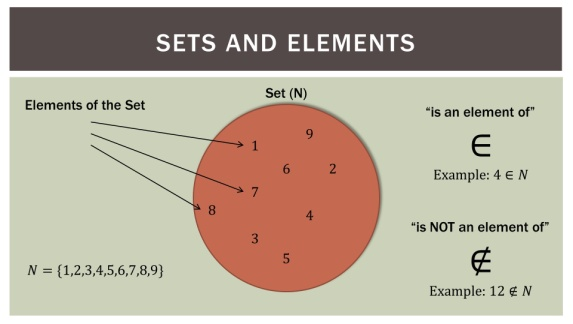 SETS AND ELEMENTS
Elements of the Set
Set (N)
1
9
6
2
7
8
4
3
5
N = {1,2,3,4,5,6,7,8,9}
“is an element of”
∈
Example: 4 ∈ N
“is NOT an element of”
∉
Example: 12 ∉ N